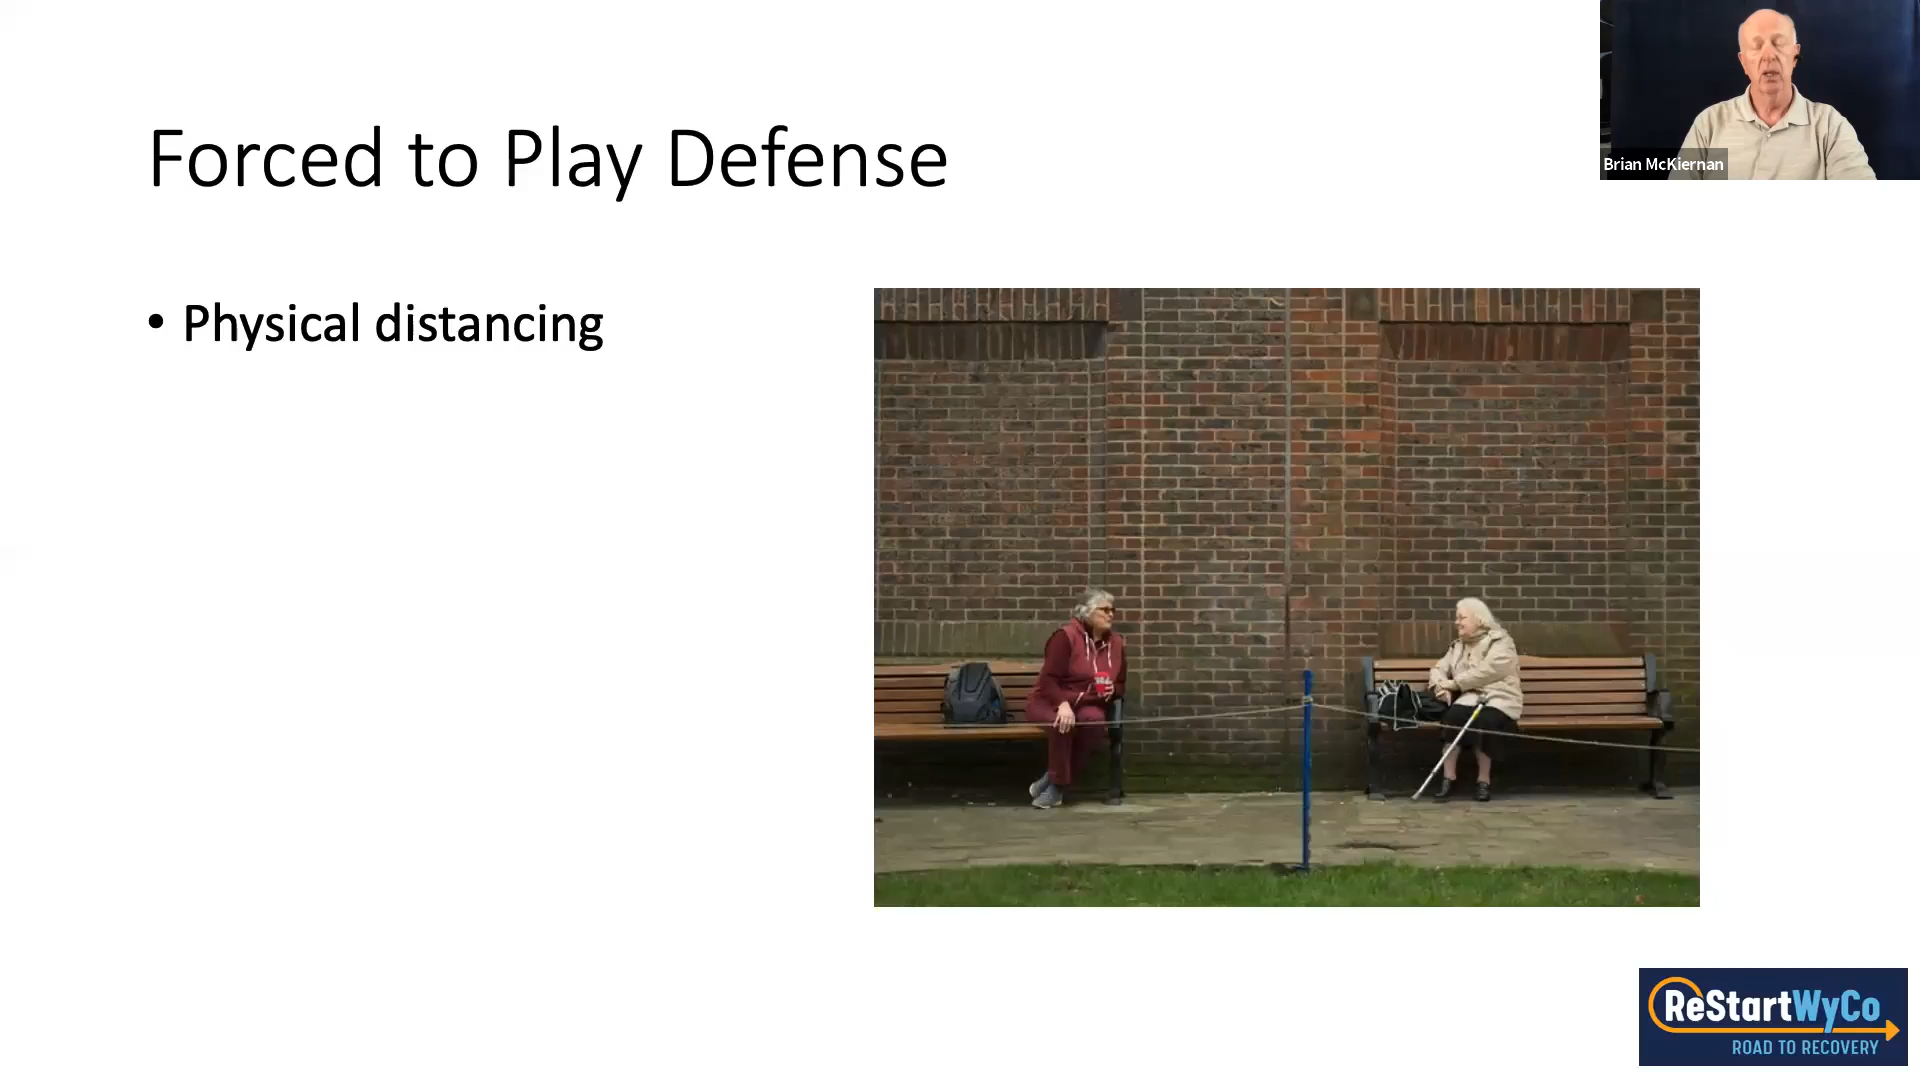 Forced to Play Defense
Brian McKiernan
• Physical distancing
ReStartWyCo
ROAD TO RECOVERY